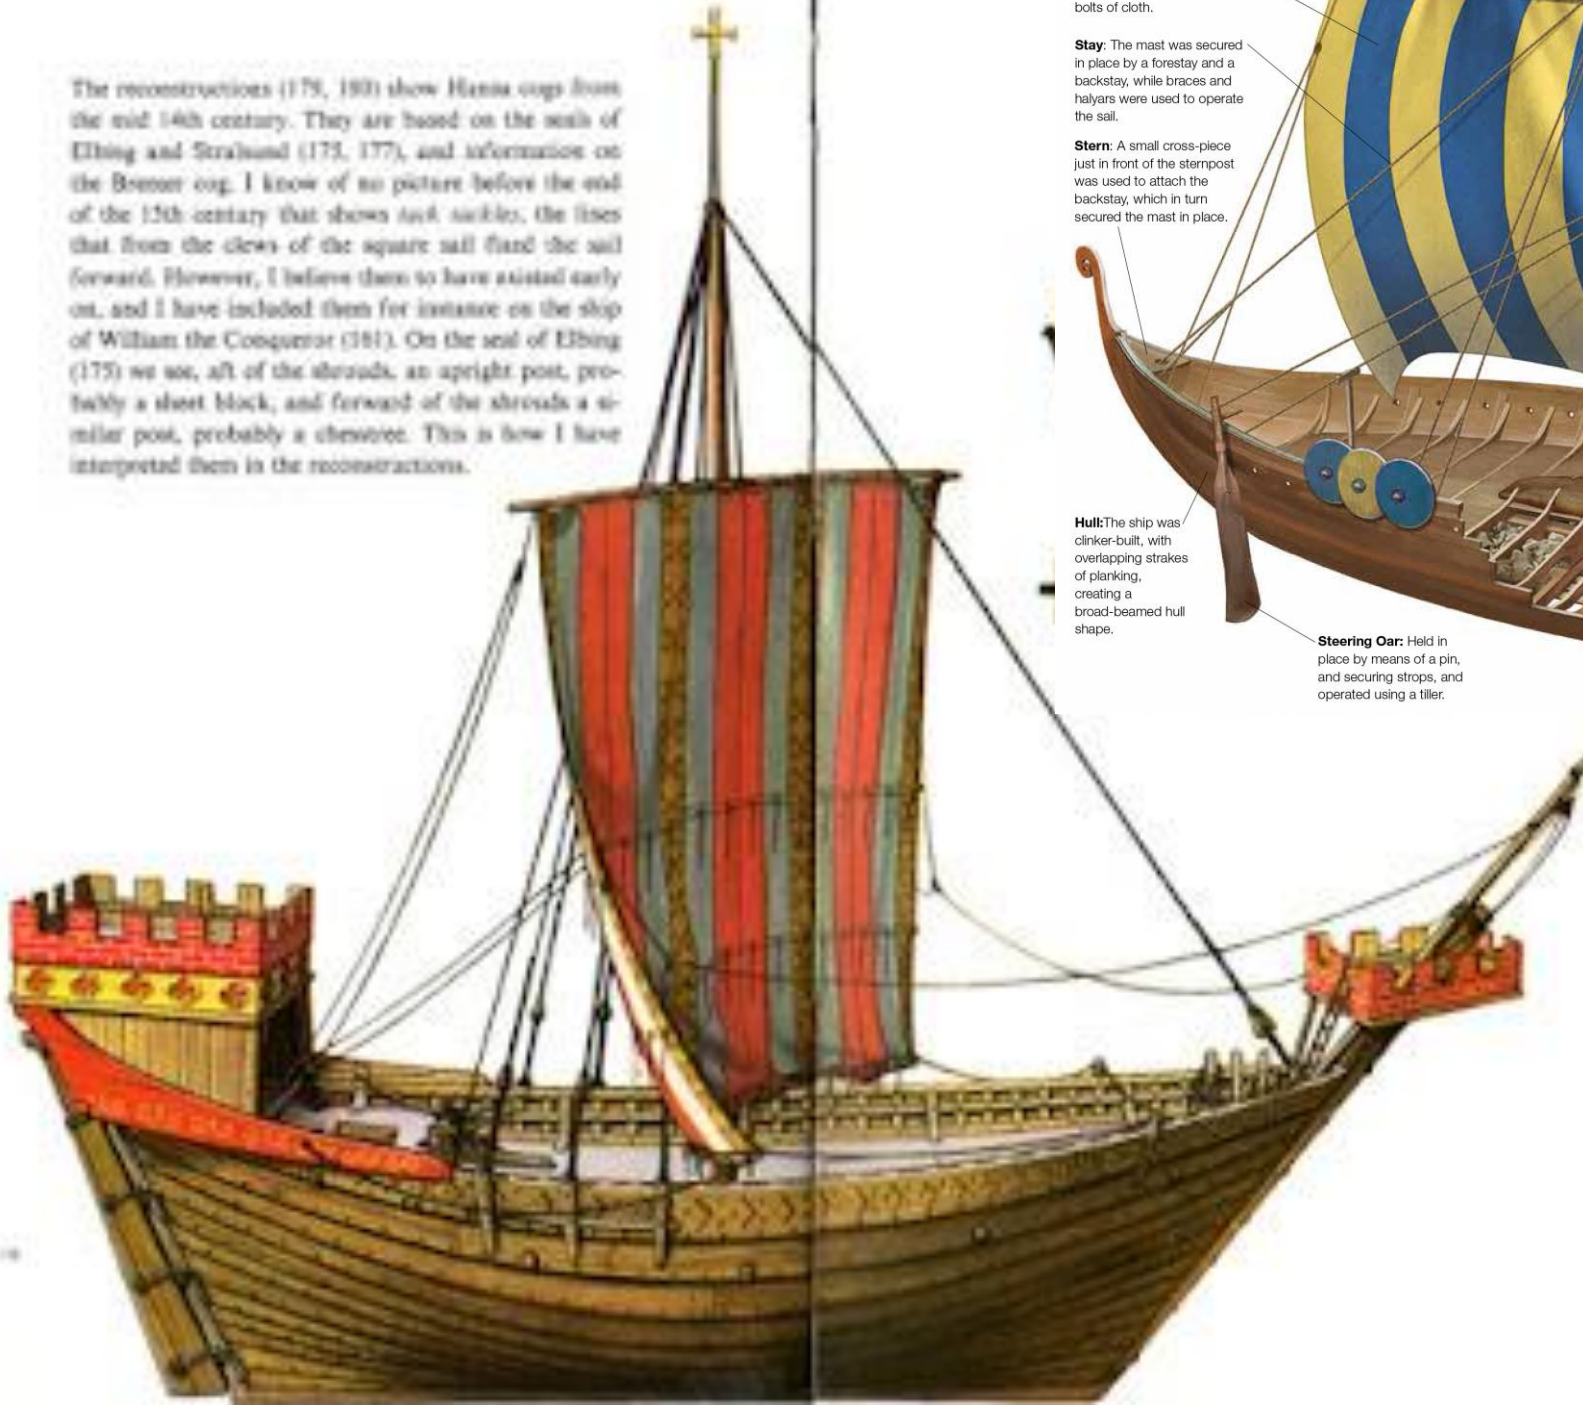 The reconstructions (179, 180) show Hansa cogs from
the mid 14th century. They are based on the seals of
Elbing and Stralsund (175, 177), and information on
the Bremer cog. I know of no picture before the end
of the 15th century that shows tack tackles, the lines
that from the clews of the square sail fixed the sail
forward. However, I believe them to have existed early
on, and I have included them for instance on the ship
of William the Conqueror (161). On the seal of Elbing
(175) we see, aft of the shrouds, an upright post, pro-
bably a sheet block, and forward of the shrouds a si-
milar post, probably a chesstree. This is how I have
interpreted them in the reconstructions.
bolts of cloth.
Stay: The mast was secured
in place by a forestay and a
backstay, while braces and
halyars were used to operate
the sail.
Stern: A small cross-piece
just in front of the sternpost
was used to attach the
backstay, which in turn
secured the mast in place.
Hull:The ship was
clinker-built, with
overlapping strakes
of planking,
creating a
broad-beamed hull
shape.
Steering Oar: Held in
place by means of a pin,
and securing strops, and
operated using a tiller.